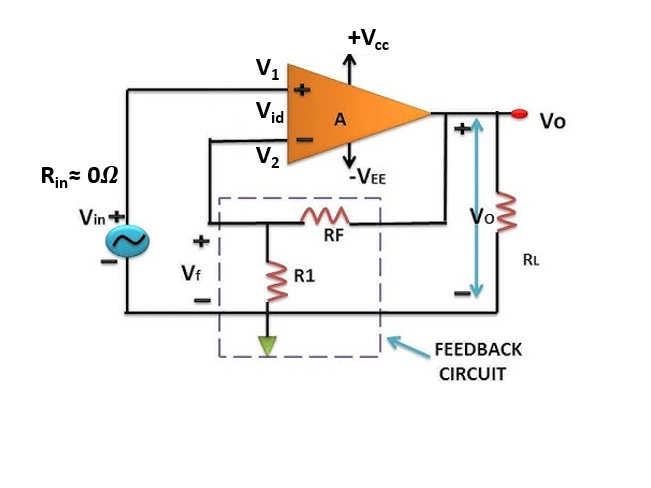 +Vcc
V1
+
Vid
A
Vo
+
−
V2
-VEE
Rin≈ 0Ω
Vin +
−
+
Vf
−
RF
R1
Vo
RL
−
FEEDBACK
CIRCUIT